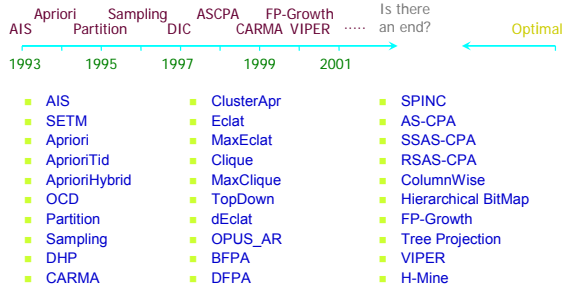 Apriori Sampling ASCPA FP-Growth Is there
AIS Partition DIC CARMA VIPER ..... an end? Optimal
1993 1995 1997 1999 2001
AIS
SETM
Apriori
AprioriTid
AprioriHybrid
OCD
Partition
Sampling
DHP
CARMA
ClusterApr
Eclat
MaxEclat
Clique
MaxClique
TopDown
dEclat
OPUS_AR
BFPA
DFPA
SPINC
AS-CPA
SSAS-CPA
RSAS-CPA
ColumnWise
Hierarchical BitMap
FP-Growth
Tree Projection
VIPER
H-Mine